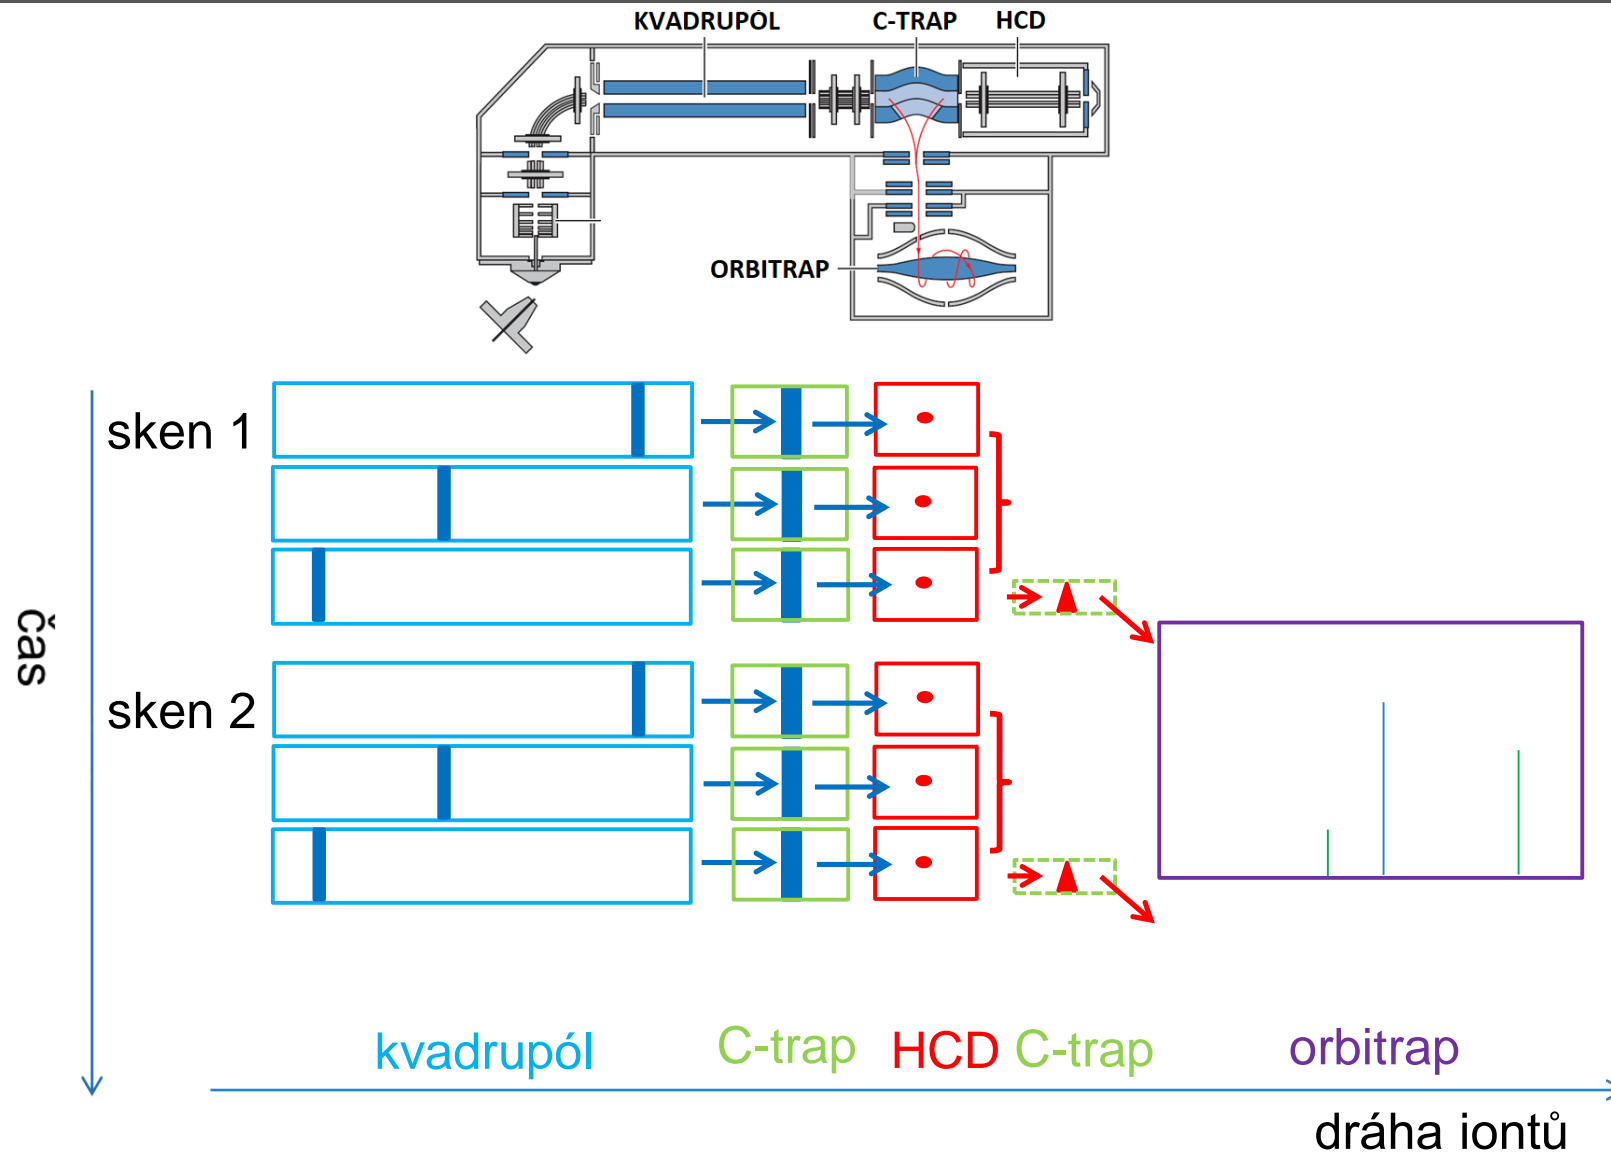 KVADRUPÓL
C-TRAP
HCD
ORBITRAP
sken 1
čas
sken 2
kvadrupól
C-trap
HCD
C-trap
orbitrap
dráha iontů